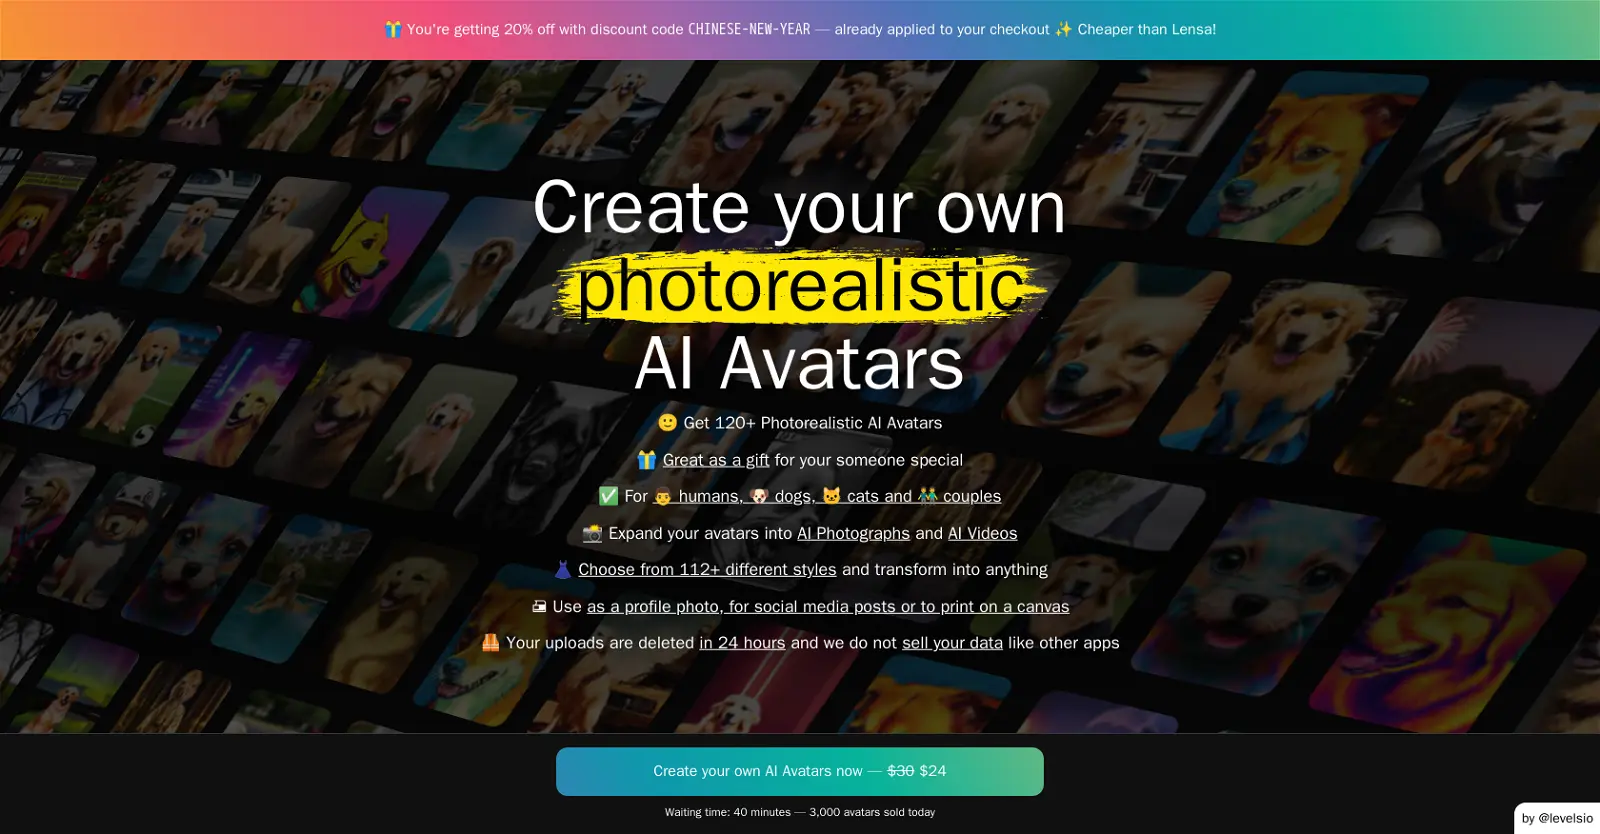 🎁 You're getting 20% off with discount code CHINESE-NEW-YEAR — already applied to your checkout ✨ Cheaper than Lensa!
Create your own
photorealistic
AI Avatars
🙂 Get 120+ Photorealistic AI Avatars
🎁 Great as a gift for your someone special
✅ For 👨 humans, 🐶 dogs, 🐱 cats and 👬 couples
📸 Expand your avatars into AI Photographs and AI Videos
👗 Choose from 112+ different styles and transform into anything
🖼 Use as a profile photo, for social media posts or to print on a canvas
🦺 Your uploads are deleted in 24 hours and we do not sell your data like other apps
Create your own AI Avatars now — $30 $24
Waiting time: 40 minutes — 3,000 avatars sold today
by @levelsio